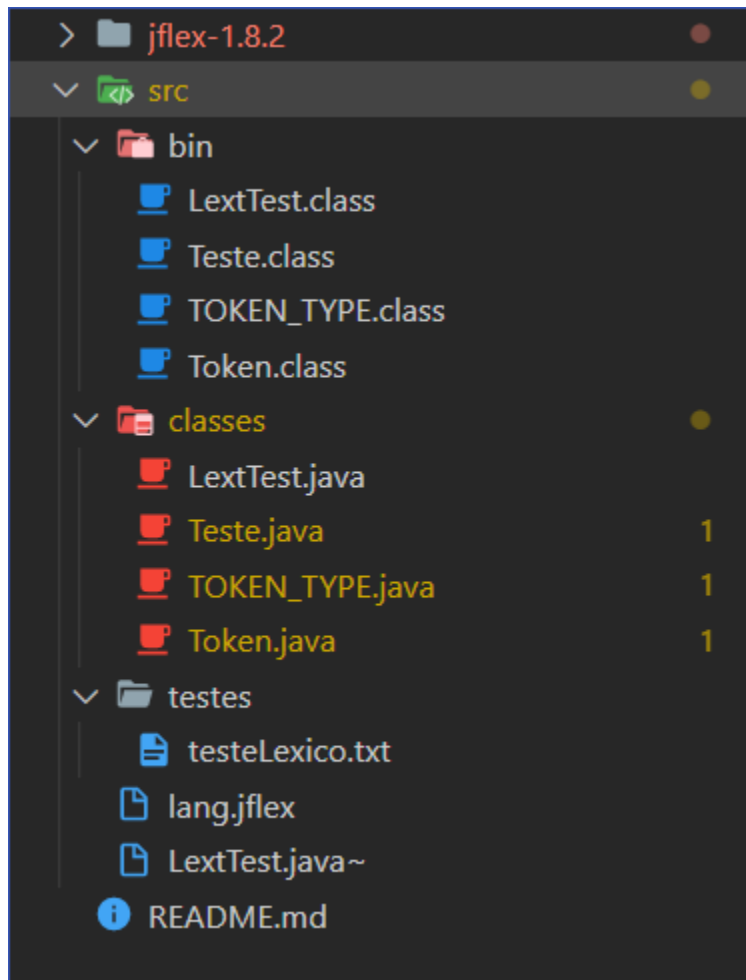 jflex-1.8.2
src
bin
LextTest.class
Teste.class
TOKEN_TYPE.class
Token.class
classes
LextTest.java
Teste.java 1
TOKEN_TYPE.java 1
Token.java 1
testes
testeLexico.txt
lang.jflex
LextTest.java~
README.md